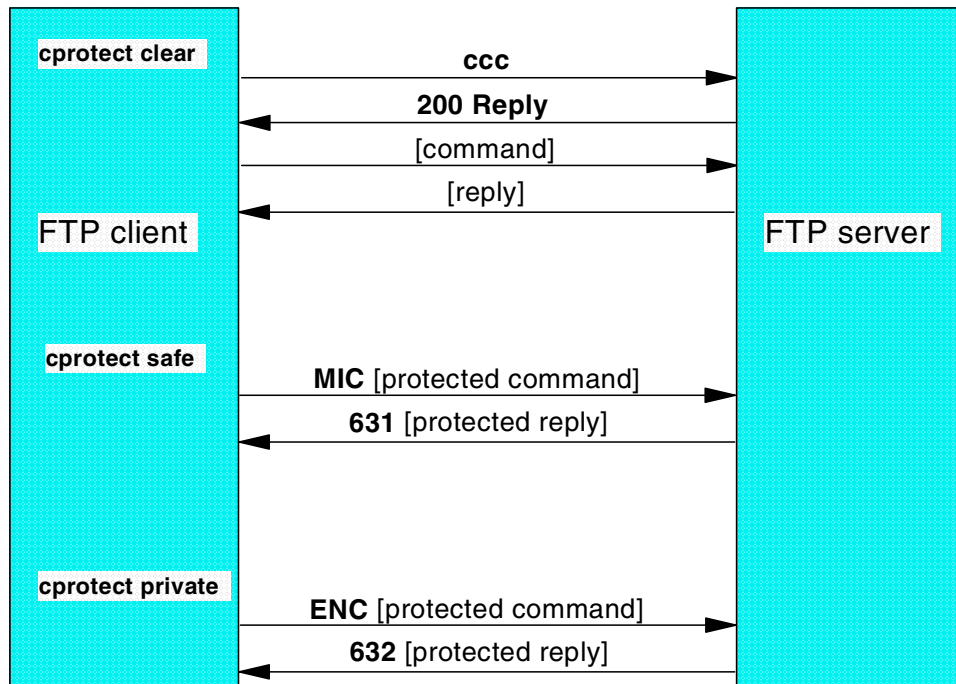 cprotect clear
ccc
200 Reply
[command]
[reply]
FTP client
FTP server
cprotect safe
MIC [protected command]
631 [protected reply]
cprotect private
ENC [protected command]
632 [protected reply]